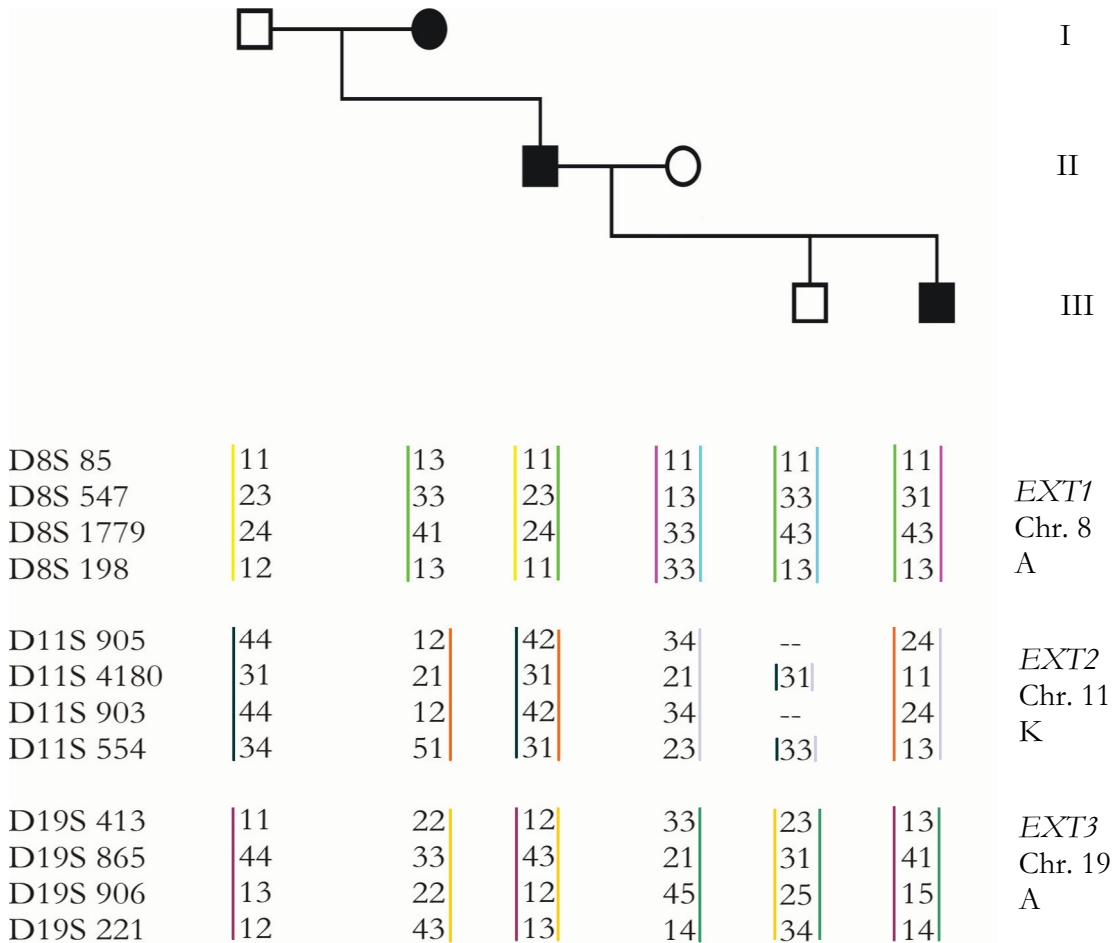 I
II
III
D8S 85 11 13 11 11 11 11
D8S 547 23 33 23 13 33 31
D8S 1779 24 41 24 33 43 43
D8S 198 12 13 11 33 13 13
EXT1
Chr. 8
A
D11S 905 44 12 42 34 -- 24
D11S 4180 31 21 31 21 31 11
D11S 903 44 12 42 34 -- 24
D11S 554 34 51 31 23 33 13
EXT2
Chr. 11
K
D19S 413 11 22 12 33 23 13
D19S 865 44 33 43 21 31 41
D19S 906 13 22 12 45 25 15
D19S 221 12 43 13 14 34 14
EXT3
Chr. 19
A